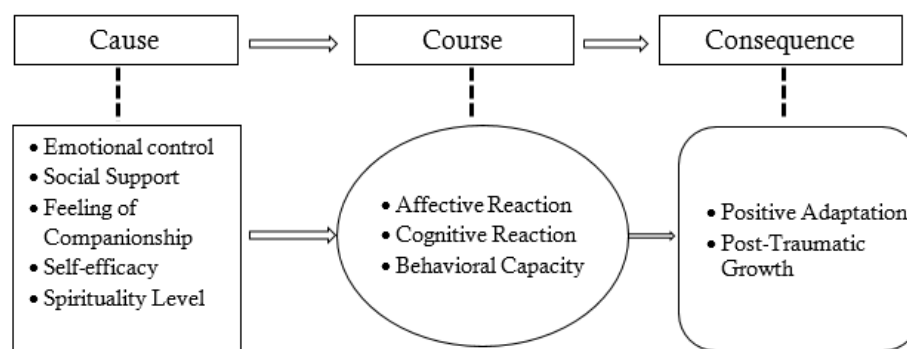 Cause
Course
Consequence
• Emotional control
• Social Support
• Feeling of
Companionship
• Self-efficacy
• Spirituality Level
• Affective Reaction
• Cognitive Reaction
• Behavioral Capacity
• Positive Adaptation
• Post-Traumatic
Growth